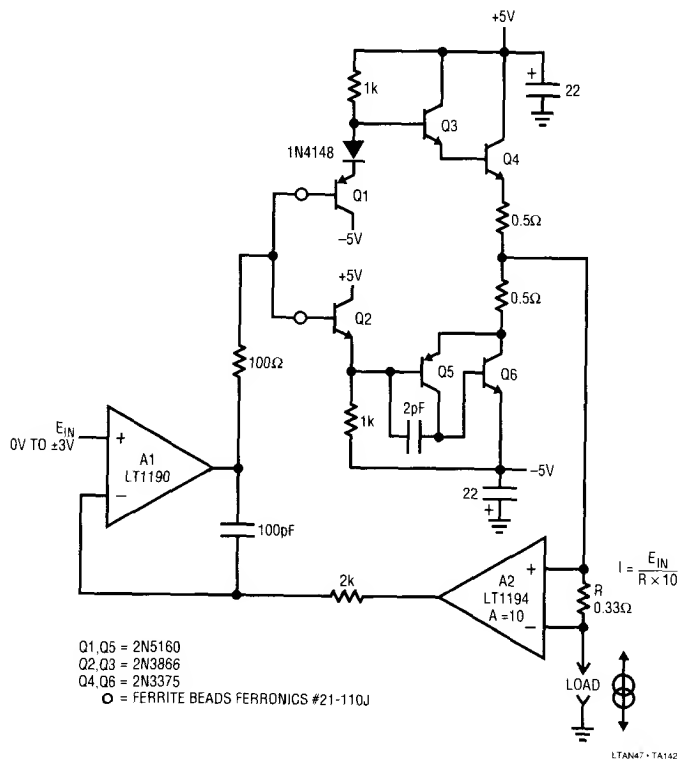 +5V
+
22
1k
Q3
1N4148
Q4
Q1
0.5Ω
-5V
+5V
0.5Ω
Q2
100Ω
Q5
Q6
2pF
1k
E_IN
0V TO ±3V
+
A1
LT1190
−
-5V
22
+
100pF
2k
A2
LT1194
A =10
+
−
R
0.33Ω
I = E_IN / R × 10
LOAD
Q1,Q5 = 2N5160
Q2,Q3 = 2N3866
Q4,Q6 = 2N3375
O = FERRITE BEADS FERRONICS #21-110J
LTAN47 • TA142